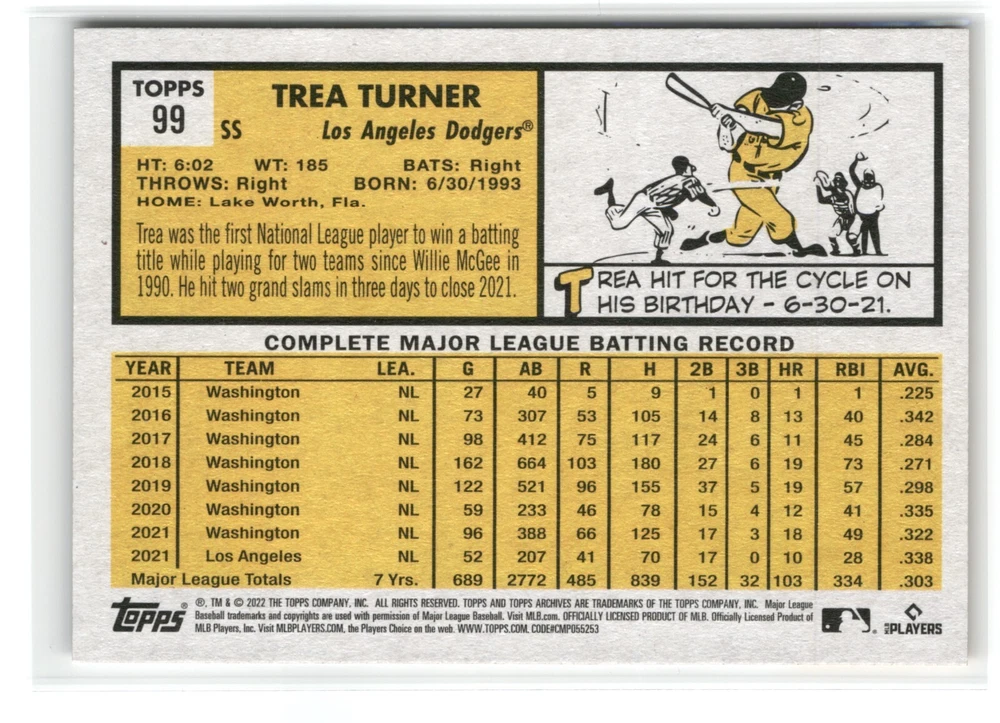 TOPPS
99
SS
TREA TURNER
Los Angeles Dodgers®
HT: 6:02 WT: 185 BATS: Right
THROWS: Right BORN: 6/30/1993
HOME: Lake Worth, Fla.
Trea was the first National League player to win a batting
title while playing for two teams since Willie McGee in
1990. He hit two grand slams in three days to close 2021.
TREA HIT FOR THE CYCLE ON
HIS BIRTHDAY – 6-30-21.
COMPLETE MAJOR LEAGUE BATTING RECORD
YEAR TEAM LEA. G AB R H 2B 3B HR RBI AVG.
2015 Washington NL 27 40 5 9 1 0 1 1 .225
2016 Washington NL 73 307 53 105 14 8 13 40 .342
2017 Washington NL 98 412 75 117 24 6 11 45 .284
2018 Washington NL 162 664 103 180 27 6 19 73 .271
2019 Washington NL 122 521 96 155 37 5 19 57 .298
2020 Washington NL 59 233 46 78 15 4 12 41 .335
2021 Washington NL 96 388 66 125 17 3 18 49 .322
2021 Los Angeles NL 52 207 41 70 17 0 10 28 .338
Major League Totals 7 Yrs. 689 2772 485 839 152 32 103 334 .303
TOPPS® ®, TM & © 2022 THE TOPPS COMPANY, INC. ALL RIGHTS RESERVED. TOPPS AND TOPPS ARCHIVES ARE TRADEMARKS OF THE TOPPS COMPANY, INC. Major League
Baseball trademarks and copyrights are used with permission of Major League Baseball. Visit MLB.com. OFFICIALLY LICENSED PRODUCT OF MLB. Officially Licensed Product of
MLB Players, Inc. Visit MLBPLAYERS.COM, the Players Choice on the web. WWW.TOPPS.COM. CODE#CMP055253
MLB PLAYERS